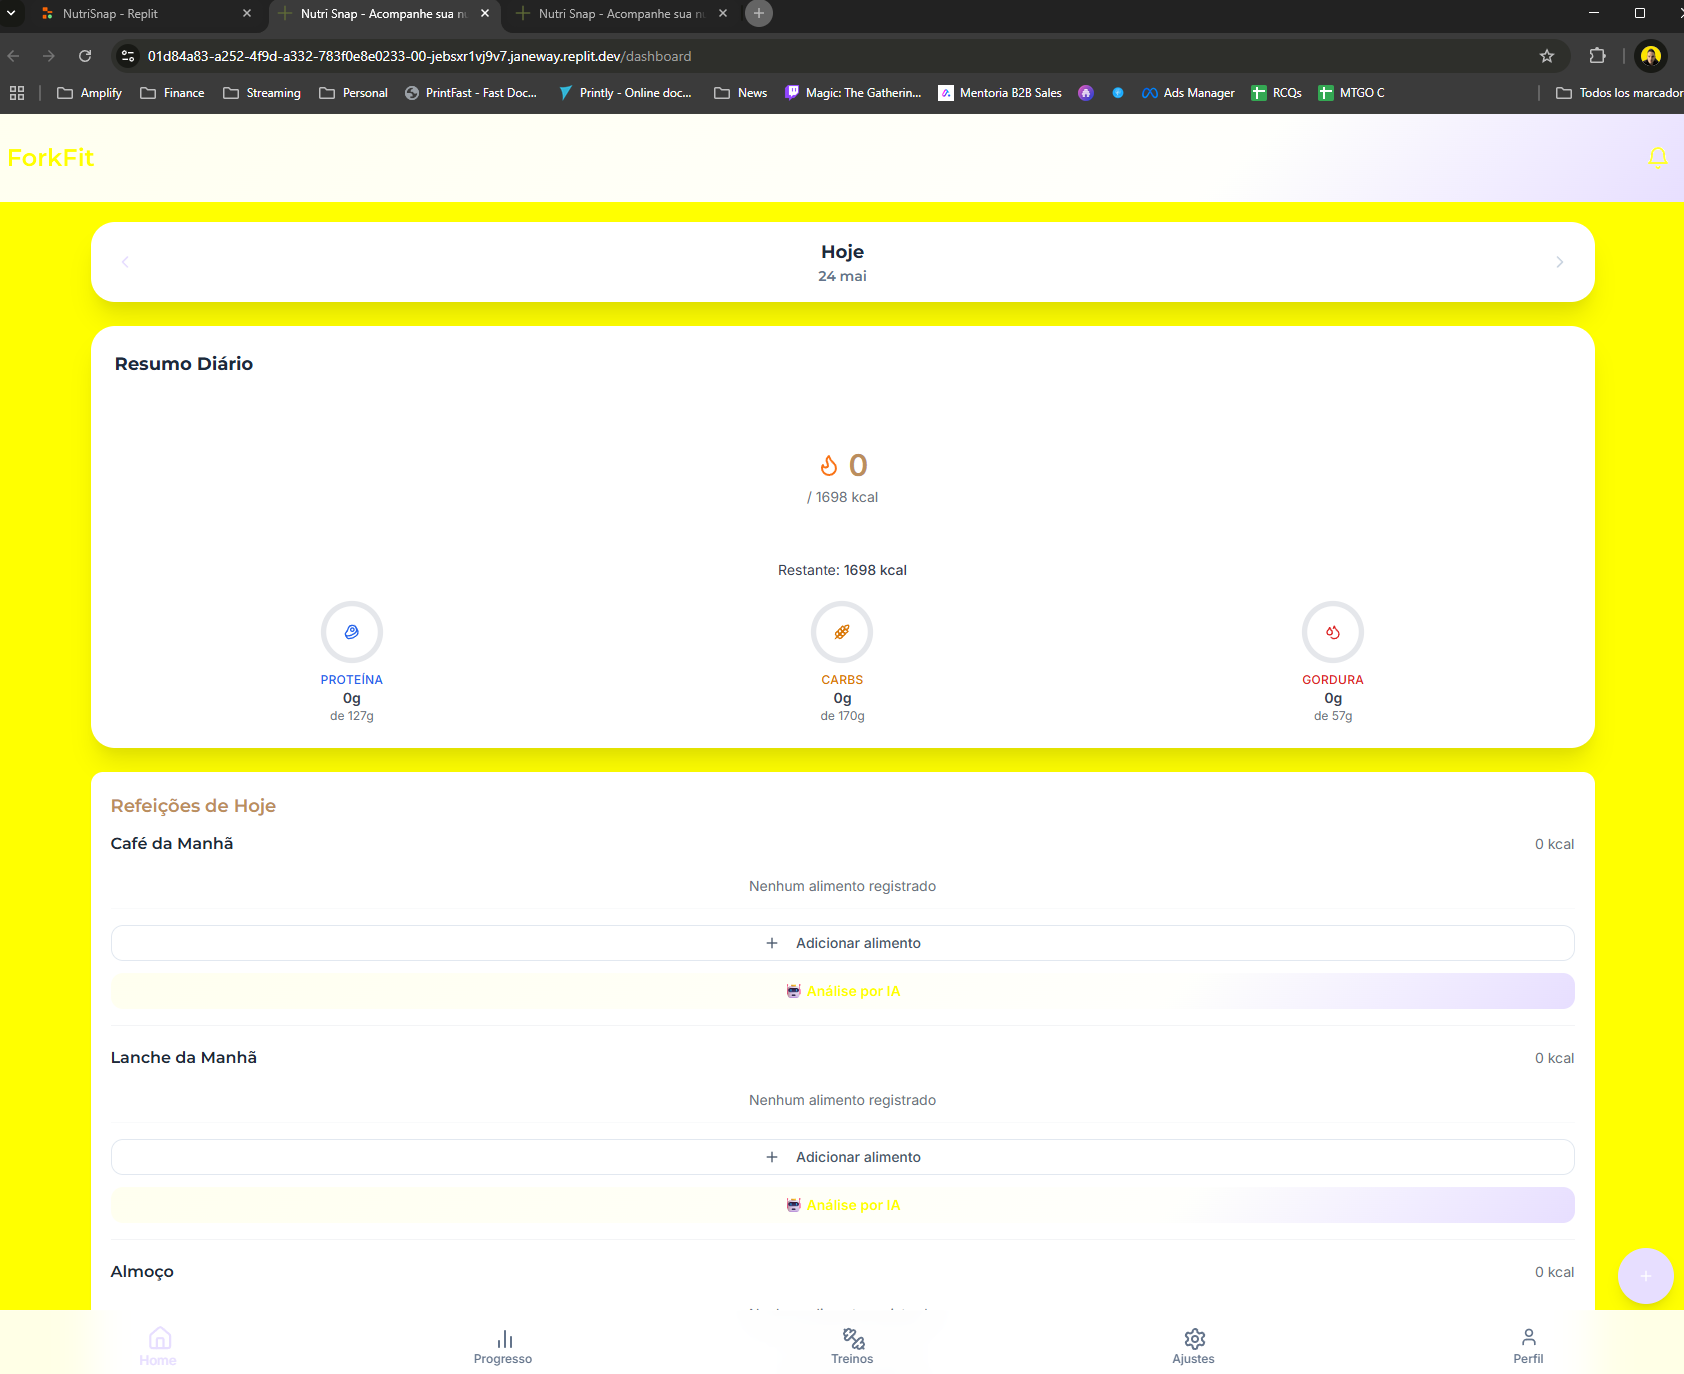 NutriSnap - Replit
Nutri Snap - Acompanhe sua nu
Nutri Snap - Acompanhe sua nu
01d84a83-a252-4f9d-a332-783f0e8e0233-00-jebsxr1vj9v7.janeway.replit.dev/dashboard
Amplify
Finance
Streaming
Personal
PrintFast - Fast Doc...
Printly - Online doc...
News
Magic: The Gatherin...
Mentoria B2B Sales
Ads Manager
RCQs
MTGO C
Todos los marcador
ForkFit
Hoje
24 mai
Resumo Diário
0
/ 1698 kcal
Restante: 1698 kcal
PROTEÍNA
0g
de 127g
CARBS
0g
de 170g
GORDURA
0g
de 57g
Refeições de Hoje
Café da Manhã
0 kcal
Nenhum alimento registrado
+ Adicionar alimento
Análise por IA
Lanche da Manhã
0 kcal
Nenhum alimento registrado
+ Adicionar alimento
Análise por IA
Almoço
0 kcal
+
Home
Progresso
Treinos
Ajustes
Perfil